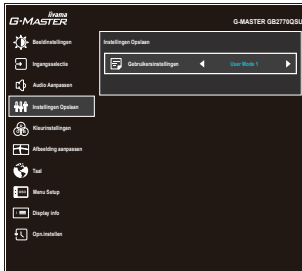 iiyama
G-MASTER
G-MASTER GB2770QSU
Beeldinstellingen
Instellingen Opslaan
Ingangsselectie
Gebruikersinstellingen
User Mode 1
Audio Aanpassen
Instellingen Opslaan
Kleurinstellingen
Afbeelding aanpassen
Taal
Menu Setup
Display info
Opn.instellen